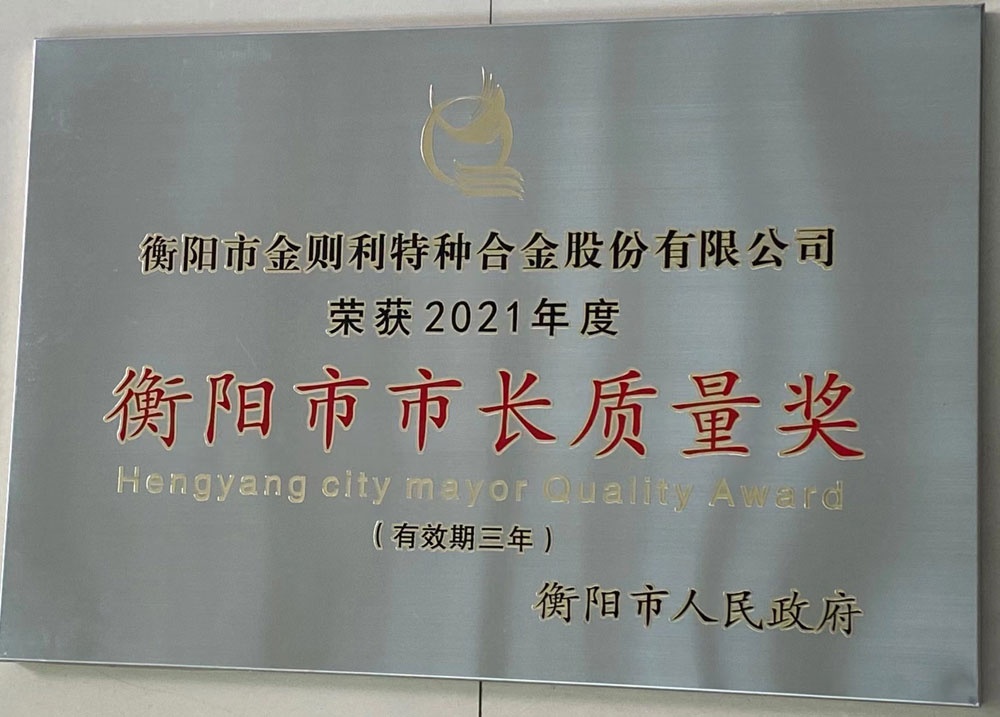 衡阳市金则利特种合金股份有限公司
荣获2021年度
衡阳市市长质量奖
Hengyang city mayor Quality Award
（有效期三年）
衡阳市人民政府